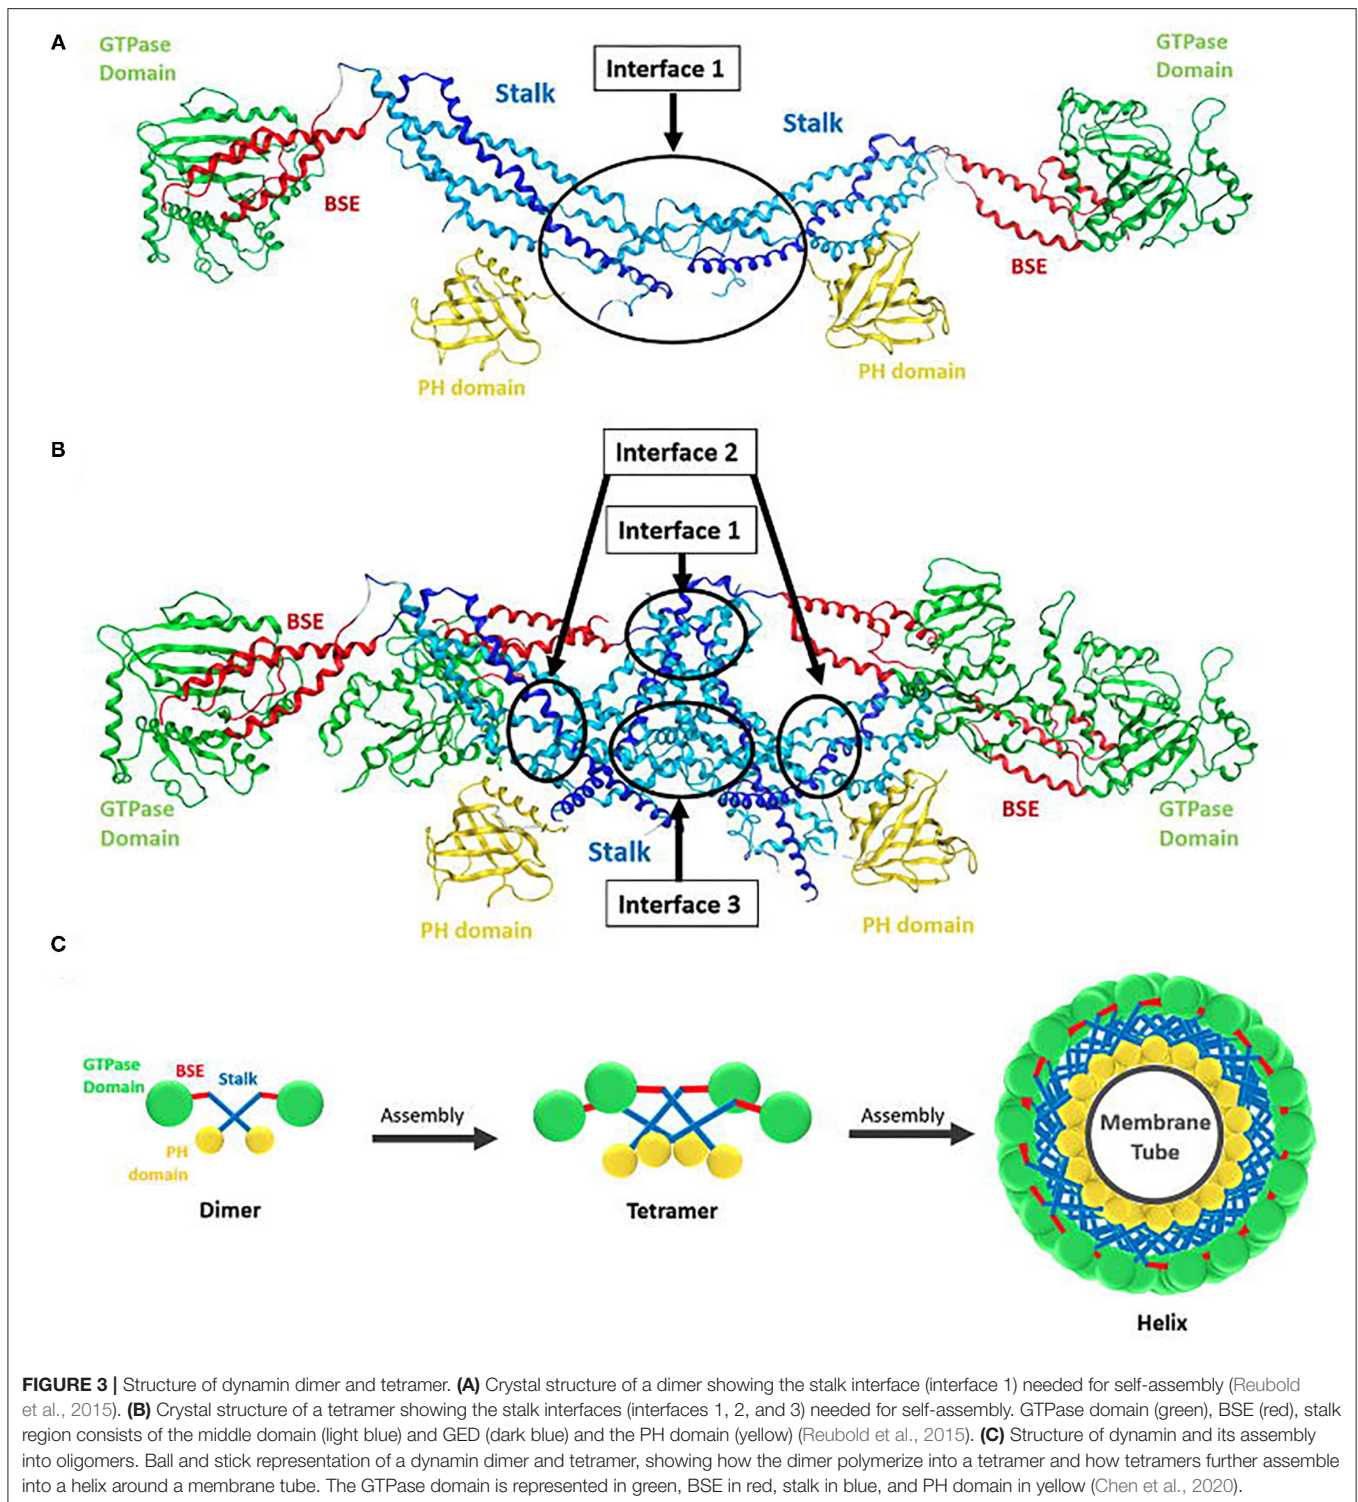 A
GTPase
Domain
BSE
Stalk
Interface 1
Stalk
GTPase
Domain
BSE
PH domain
PH domain
B
Interface 2
Interface 1
BSE
GTPase
Domain
PH domain
Stalk
Interface 3
PH domain
BSE
GTPase
Domain
C
GTPase
Domain
BSE
Stalk
PH
domain
Dimer
Assembly
Tetramer
Assembly
Membrane
Tube
Helix
FIGURE 3 | Structure of dynamin dimer and tetramer. (A) Crystal structure of a dimer showing the stalk interface (interface 1) needed for self-assembly (Reubold
et al., 2015). (B) Crystal structure of a tetramer showing the stalk interfaces (interfaces 1, 2, and 3) needed for self-assembly. GTPase domain (green), BSE (red), stalk
region consists of the middle domain (light blue) and GED (dark blue) and the PH domain (yellow) (Reubold et al., 2015). (C) Structure of dynamin and its assembly
into oligomers. Ball and stick representation of a dynamin dimer and tetramer, showing how the dimer polymerize into a tetramer and how tetramers further assemble
into a helix around a membrane tube. The GTPase domain is represented in green, BSE in red, stalk in blue, and PH domain in yellow (Chen et al., 2020).